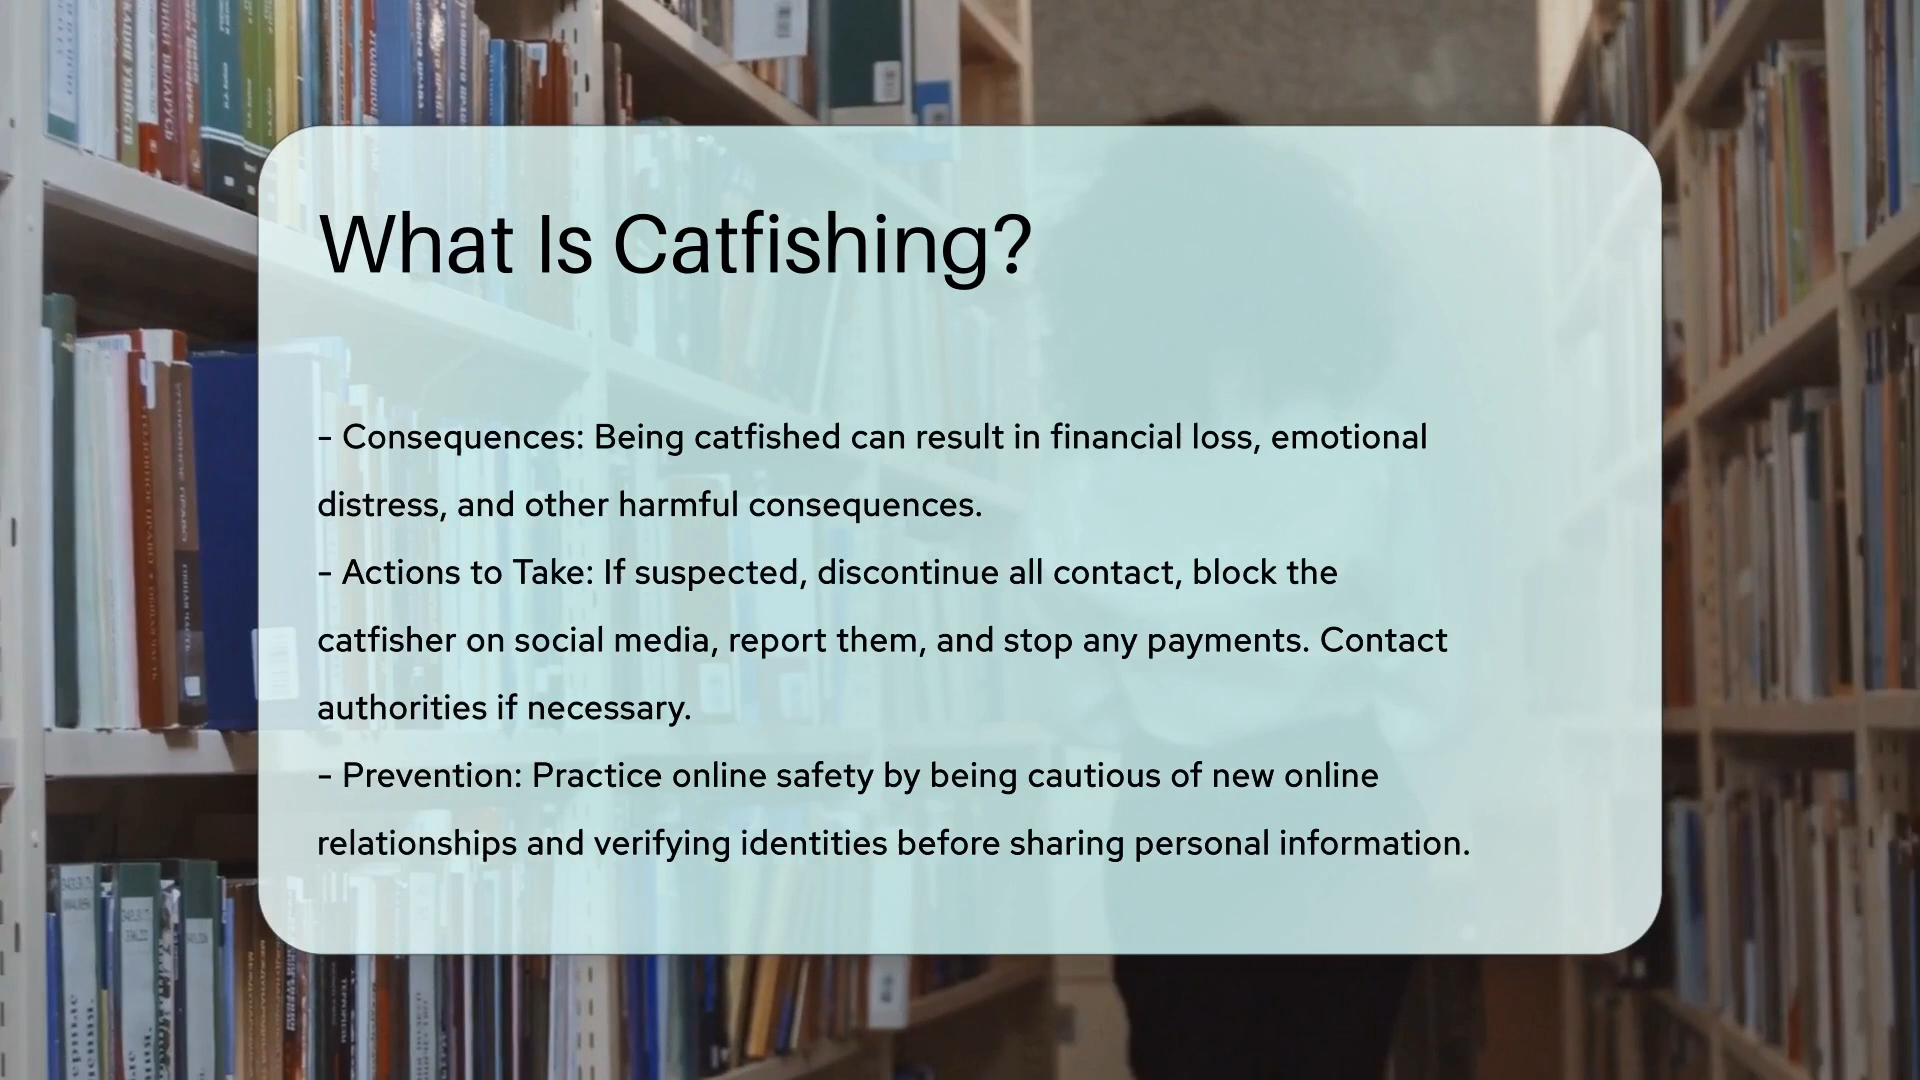 What Is Catfishing?
- Consequences: Being catfished can result in financial loss, emotional
distress, and other harmful consequences.
- Actions to Take: If suspected, discontinue all contact, block the
catfisher on social media, report them, and stop any payments. Contact
authorities if necessary.
- Prevention: Practice online safety by being cautious of new online
relationships and verifying identities before sharing personal information.